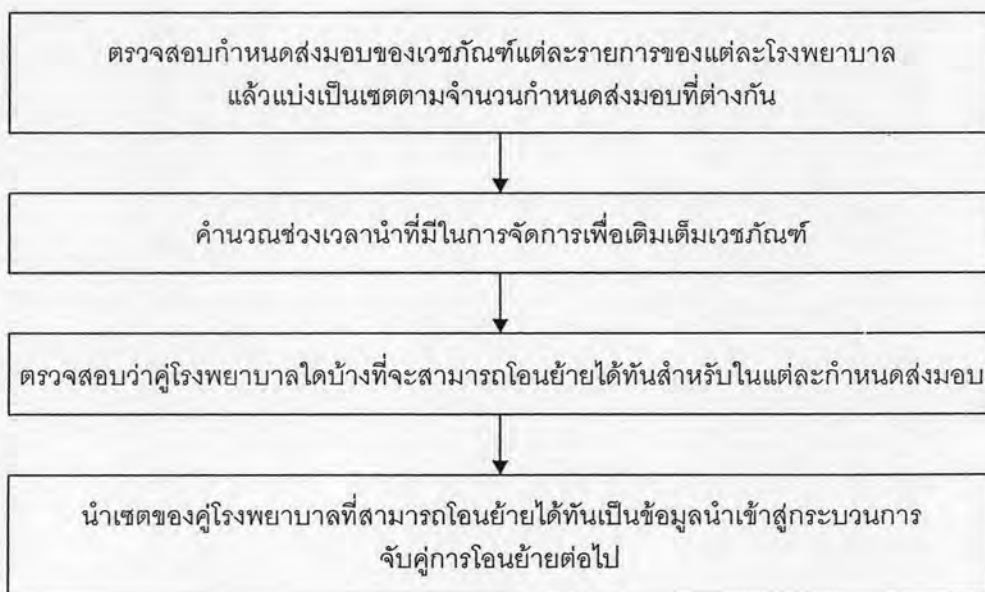 ตรวจสอบกำหนดส่งมอบของเวชภัณฑ์แต่ละรายการของแต่ละโรงพยาบาล
แล้วแบ่งเป็นเซตตามจำนวนกำหนดส่งมอบที่ต่างกัน
คำนวณช่วงเวลานำที่มีในการจัดการเพื่อเติมเต็มเวชภัณฑ์
ตรวจสอบว่าคู่โรงพยาบาลใดบ้างที่จะสามารถโอนย้ายได้ทันสำหรับในแต่ละกำหนดส่งมอบ
นำเซตของคู่โรงพยาบาลที่สามารถโอนย้ายได้ทันเป็นข้อมูลนำเข้าสู่กระบวนการ
จับคู่การโอนย้ายต่อไป